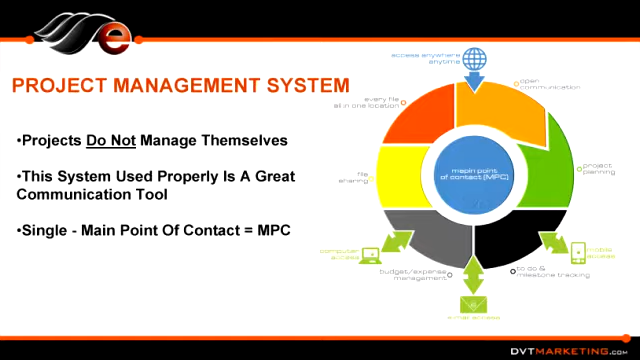 e
PROJECT MANAGEMENT SYSTEM
•Projects Do Not Manage Themselves
•This System Used Properly Is A Great
Communication Tool
•Single - Main Point Of Contact = MPC
access anywhere
anytime
open
communication
every file
all in one location
project
planning
file
sharing
mapin point
of contact (MPC)
computer
access
mobile
access
budget/expense
management
to do &
milestone tracking
e-mail access
DVTMARKETING.COM